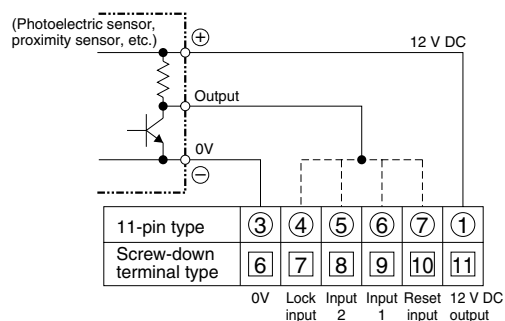 (Photoelectric sensor,
proximity sensor, etc.)
+
12 V DC
Output
0V
−
11-pin type ③ ④ ⑤ ⑥ ⑦ ①
Screw-down
terminal type 6 7 8 9 10 11
0V Lock Input Input Reset 12 V DC
input 2 1 input output